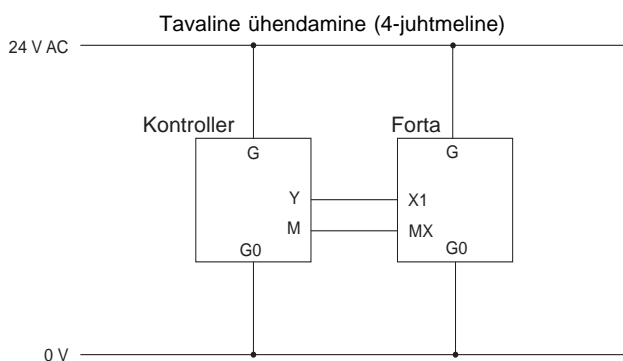 Tavaline ühendamine (4-juhtmeline)
24 V AC
Kontroller
Forta
G
G
Y
X1
M
MX
G0
G0
0 V